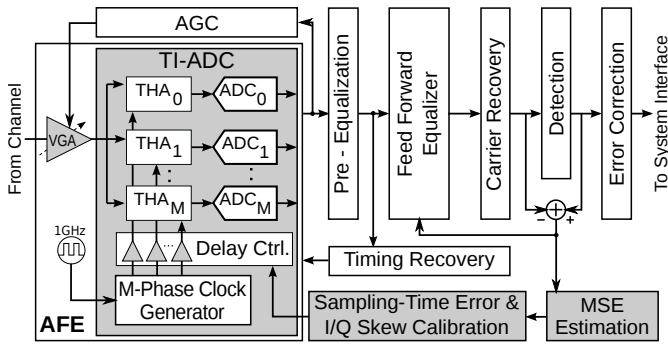 AGC
TI-ADC
THA0
ADC0
THA1
ADC1
THAM
ADCM
VGA
From Channel
1GHz
Delay Ctrl.
M-Phase Clock
Generator
AFE
Pre - Equalization
Feed Forward
Equalizer
Carrier Recovery
Detection
Error Correction
To System Interface
− +
Timing Recovery
Sampling-Time Error &
I/Q Skew Calibration
MSE
Estimation